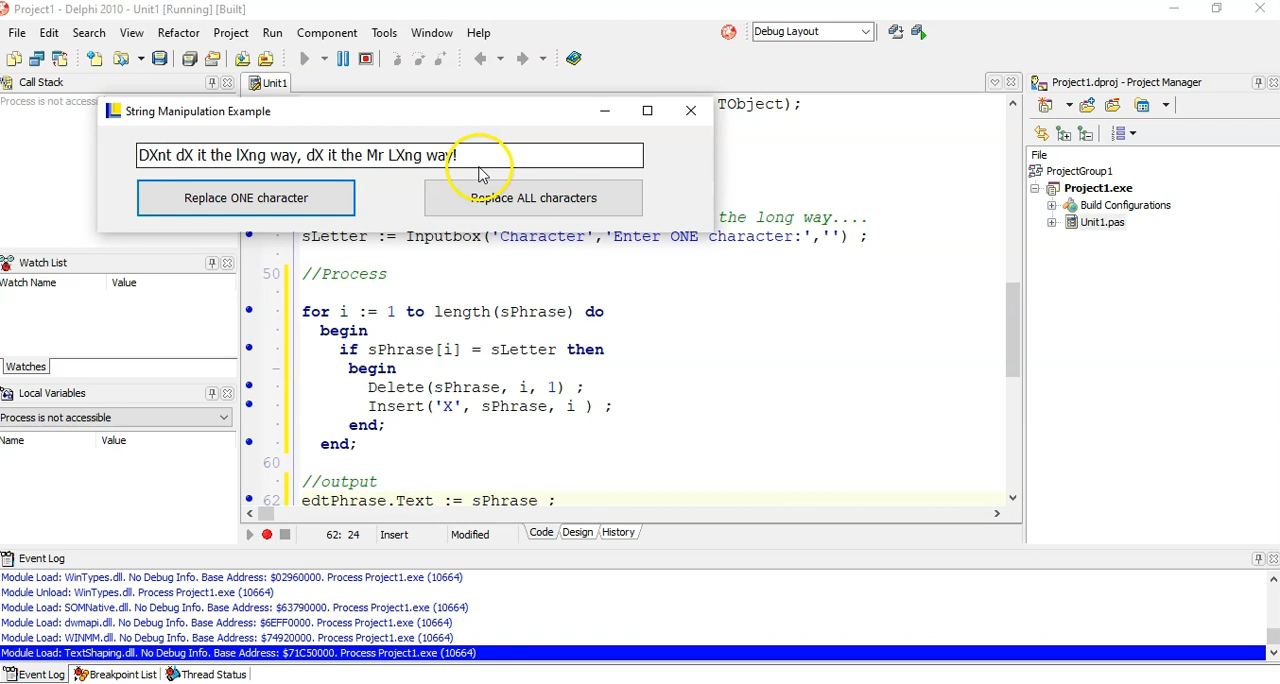 Project1 - Delphi 2010 - Unit1 [Running] [Built]
File Edit Search View Refactor Project Run Component Tools Window Help
Debug Layout
Call Stack
Unit1
Project1.dproj - Project Manager
Process is not access
TObject);
String Manipulation Example
DXnt dX it the lXng way, dX it the Mr LXng way!
Replace ONE character
Replace ALL characters
File
ProjectGroup1
Project1.exe
Build Configurations
Unit1.pas
the long way....
sLetter := Inputbox('Character','Enter ONE character:','') ;
Watch List
Watch Name Value
50 //Process
for i := 1 to length(sPhrase) do
begin
if sPhrase[i] = sLetter then
begin
Delete(sPhrase, i, 1) ;
Insert('X', sPhrase, i ) ;
end;
end;
60
//output
62 edtPhrase.Text := sPhrase ;
Watches
Local Variables
Process is not accessible
Name Value
62: 24 Insert Modified Code Design History
Event Log
Module Load: WinTypes.dll. No Debug Info. Base Address: $02960000. Process Project1.exe (10664)
Module Unload: WinTypes.dll. Process Project1.exe (10664)
Module Load: SOMNative.dll. No Debug Info. Base Address: $63790000. Process Project1.exe (10664)
Module Load: dwmapi.dll. No Debug Info. Base Address: $6EFF0000. Process Project1.exe (10664)
Module Load: WINMM.dll. No Debug Info. Base Address: $74920000. Process Project1.exe (10664)
Module Load: TextShaping.dll. No Debug Info. Base Address: $71C50000. Process Project1.exe (10664)
Event Log Breakpoint List Thread Status